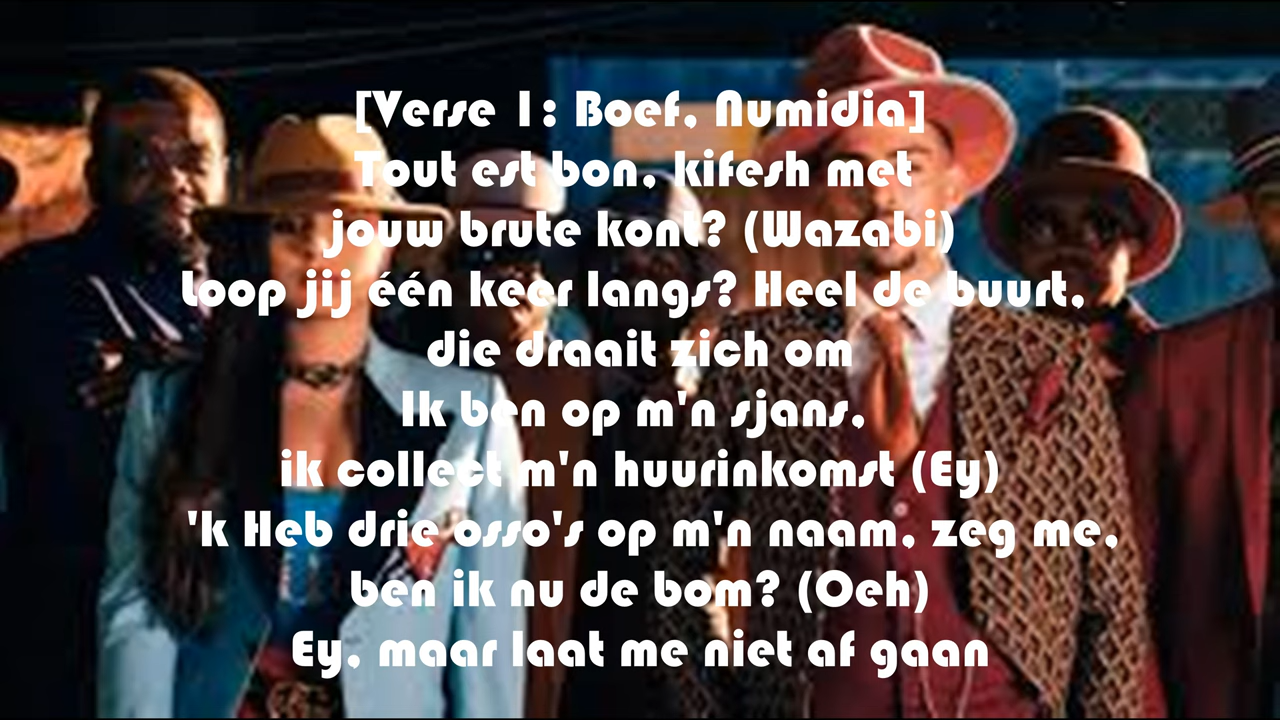 [Verse 1: Boef, Numidia]
Tout est bon, kifesh met
jouw brute kont? (Wazabi)
Loop jij één keer langs? Heel de buurt,
die draait zich om
Ik ben op m'n sjans,
ik collect m'n huurinkomst (Ey)
'k Heb drie osso's op m'n naam, zeg me,
ben ik nu de bom? (Oeh)
Ey, maar laat me niet af gaan